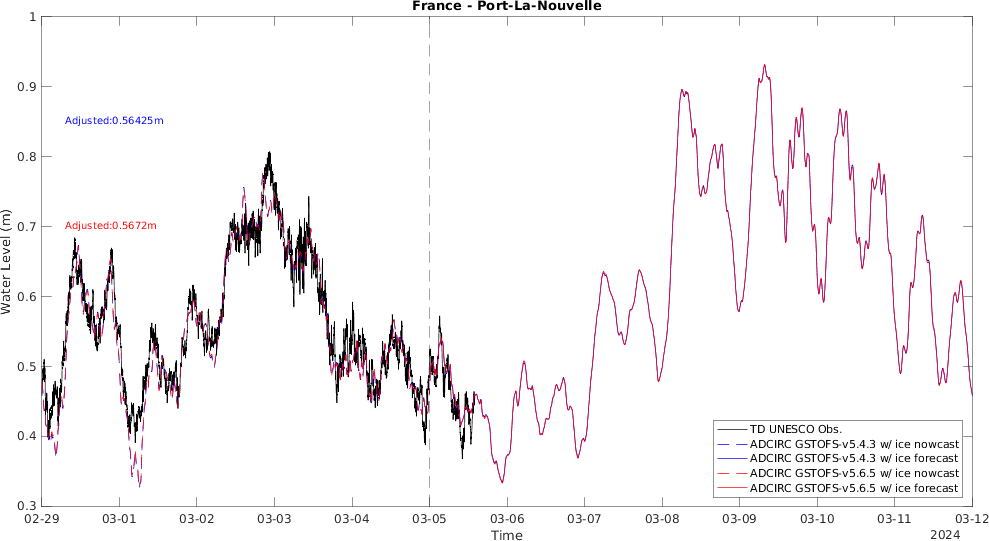 France - Port-La-Nouvelle
1
0.9
0.8
0.7
0.6
0.5
0.4
0.3
Water Level (m)
Adjusted:0.56425m
Adjusted:0.5672m
TD UNESCO Obs.
ADCIRC GSTOFS-v5.4.3 w/ ice nowcast
ADCIRC GSTOFS-v5.4.3 w/ ice forecast
ADCIRC GSTOFS-v5.6.5 w/ ice nowcast
ADCIRC GSTOFS-v5.6.5 w/ ice forecast
02-29 03-01 03-02 03-03 03-04 03-05 03-06 03-07 03-08 03-09 03-10 03-11 03-12
Time
2024